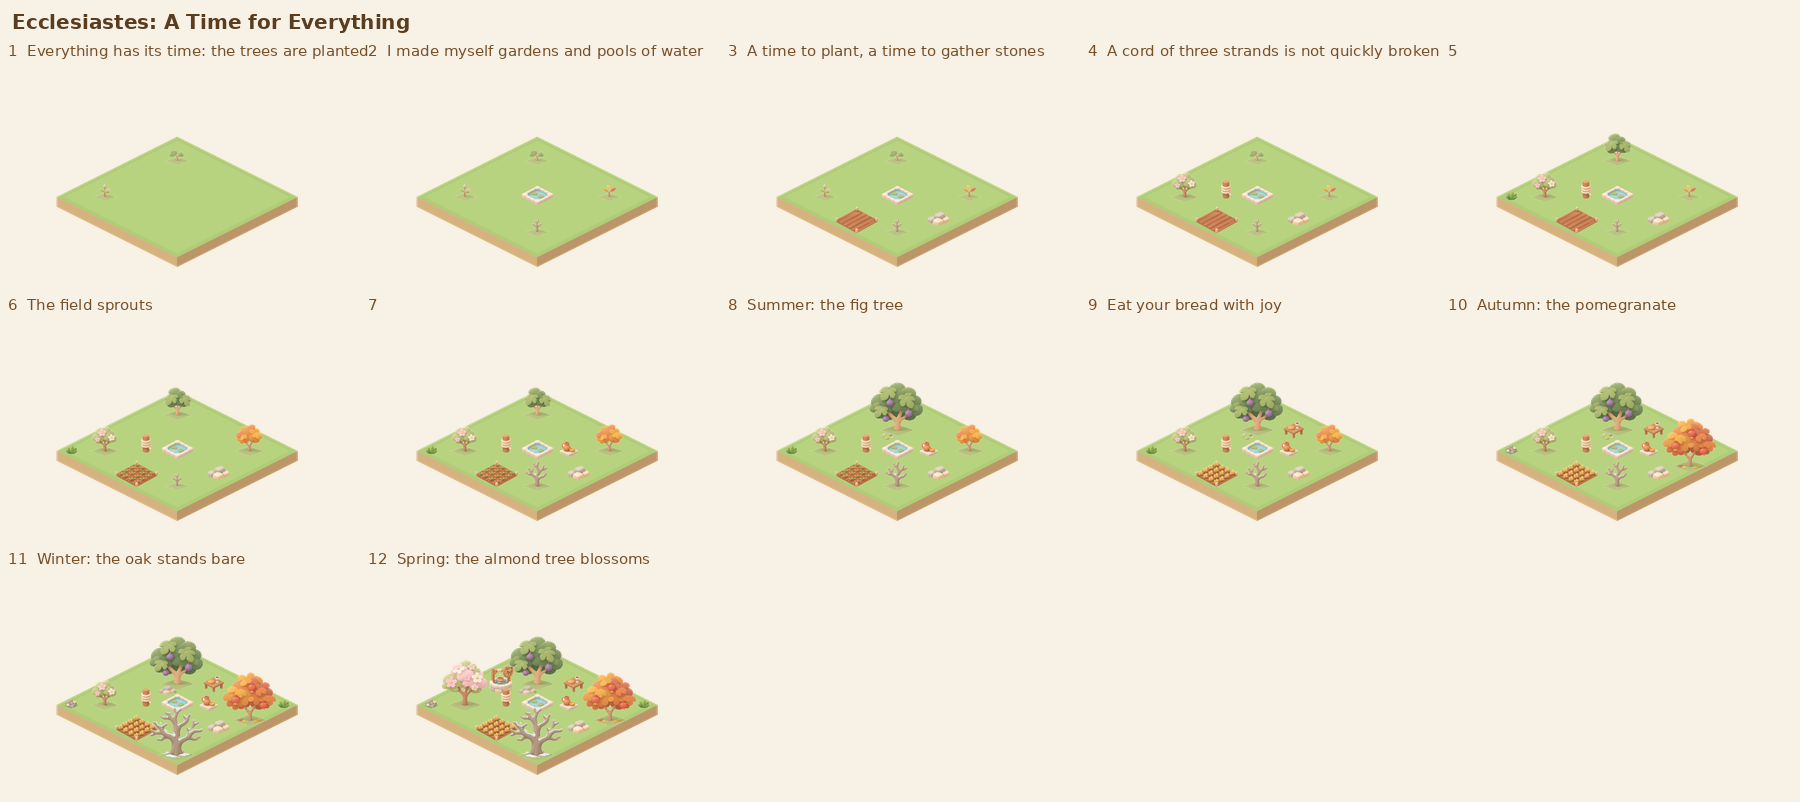 Ecclesiastes: A Time for Everything
1 Everything has its time: the trees are planted
2 I made myself gardens and pools of water
3 A time to plant, a time to gather stones
4 A cord of three strands is not quickly broken
5
6 The field sprouts
7
8 Summer: the fig tree
9 Eat your bread with joy
10 Autumn: the pomegranate
11 Winter: the oak stands bare
12 Spring: the almond tree blossoms